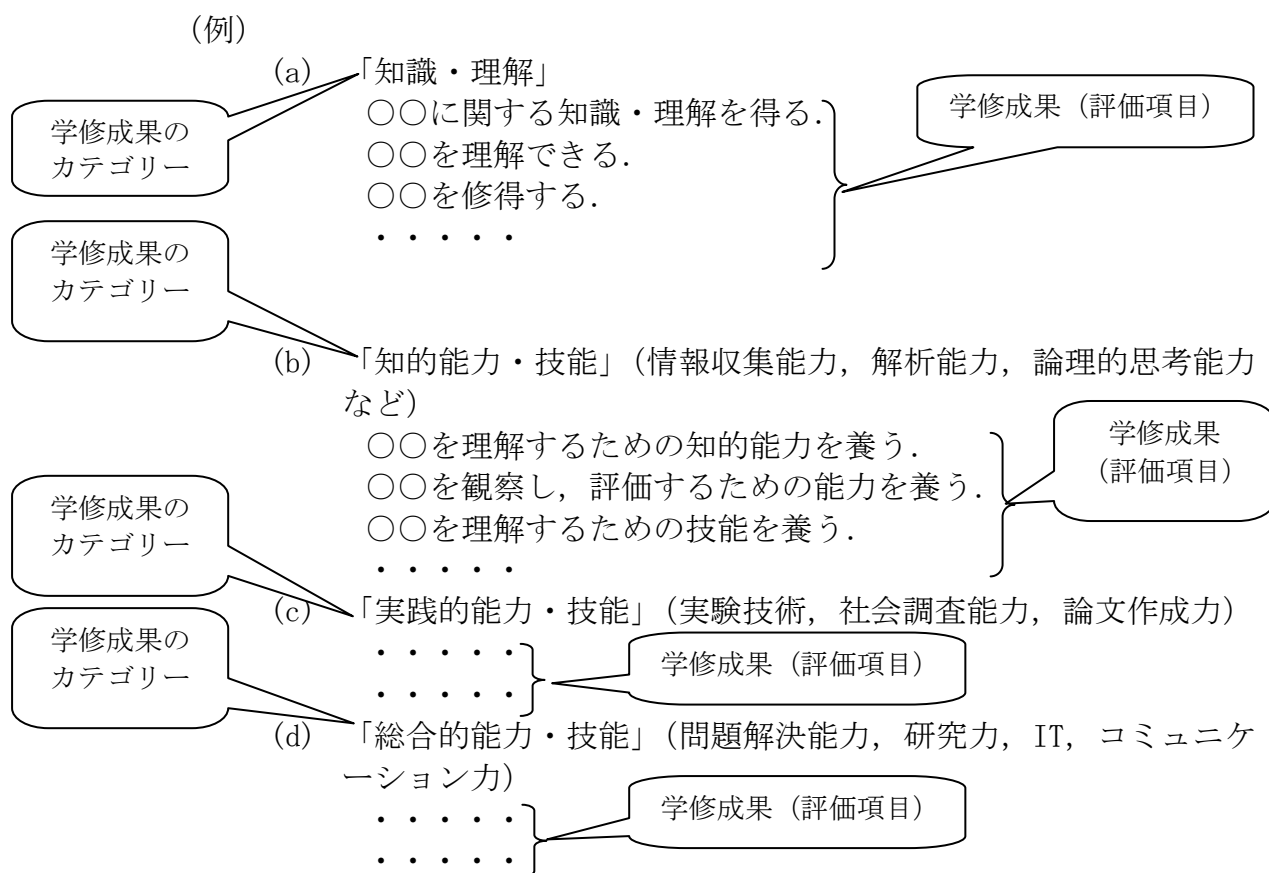 (例)
(a) 「知識・理解」
学修成果の
カテゴリー
○○に関する知識・理解を得る.
○○を理解できる.
○○を修得する.
・・・・・
学修成果(評価項目)
学修成果の
カテゴリー
(b) 「知的能力・技能」(情報収集能力, 解析能力, 論理的思考能力
など)
○○を理解するための知的能力を養う.
○○を観察し, 評価するための能力を養う.
○○を理解するための技能を養う.
・・・・・
学修成果
(評価項目)
学修成果の
カテゴリー
(c) 「実践的能力・技能」(実験技術, 社会調査能力, 論文作成力)
・・・・・
・・・・・
学修成果(評価項目)
学修成果の
カテゴリー
(d) 「総合的能力・技能」(問題解決能力, 研究力, IT, コミュニケ
ーション力)
・・・・・
・・・・・
学修成果(評価項目)